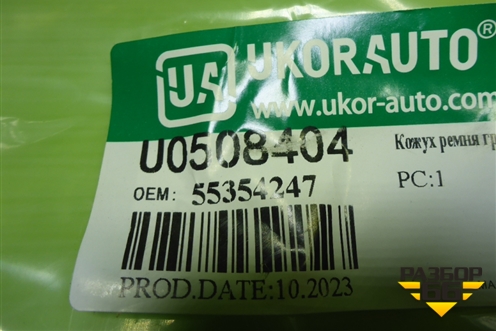 UA UKORAUTO®
www.ukor-auto.com
U0508404
Кожух ремня
OEM: 55354247
PC:1
PROD.DATE:10.2023
РАЗБОР